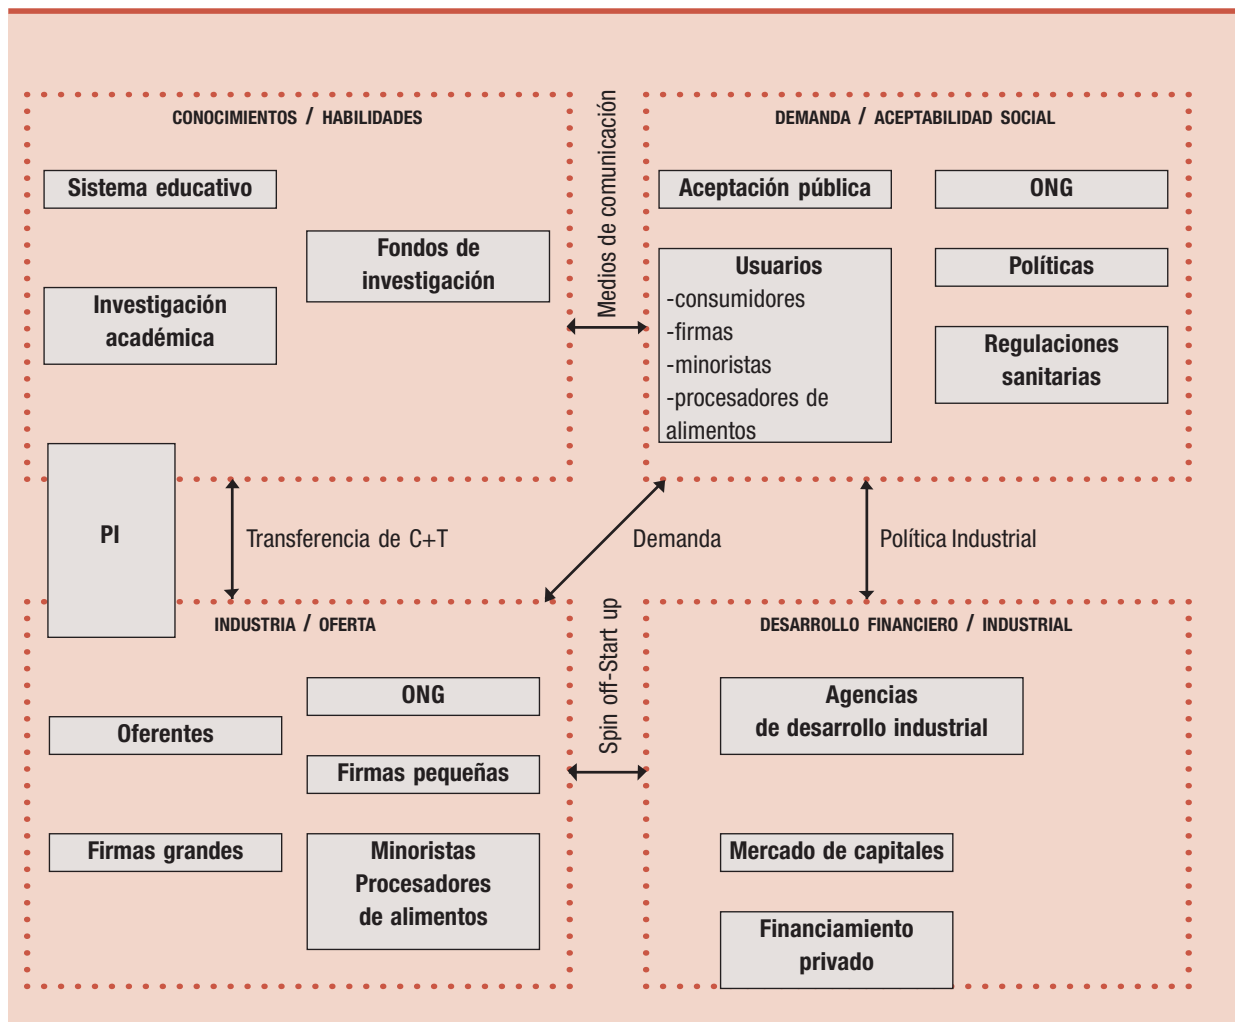 CONOCIMIENTOS / HABILIDADES
Sistema educativo
Fondos de
investigación
Investigación
académica
Medios de comunicación
DEMANDA / ACEPTABILIDAD SOCIAL
Aceptación pública
ONG
Usuarios
-consumidores
-firmas
-minoristas
-procesadores de
alimentos
Políticas
Regulaciones
sanitarias
PI
Transferencia de C+T
Demanda
Política Industrial
INDUSTRIA / OFERTA
ONG
Oferentes
Firmas pequeñas
Firmas grandes
Minoristas
Procesadores
de alimentos
Spin off-Start up
DESARROLLO FINANCIERO / INDUSTRIAL
Agencias
de desarrollo industrial
Mercado de capitales
Financiamiento
privado